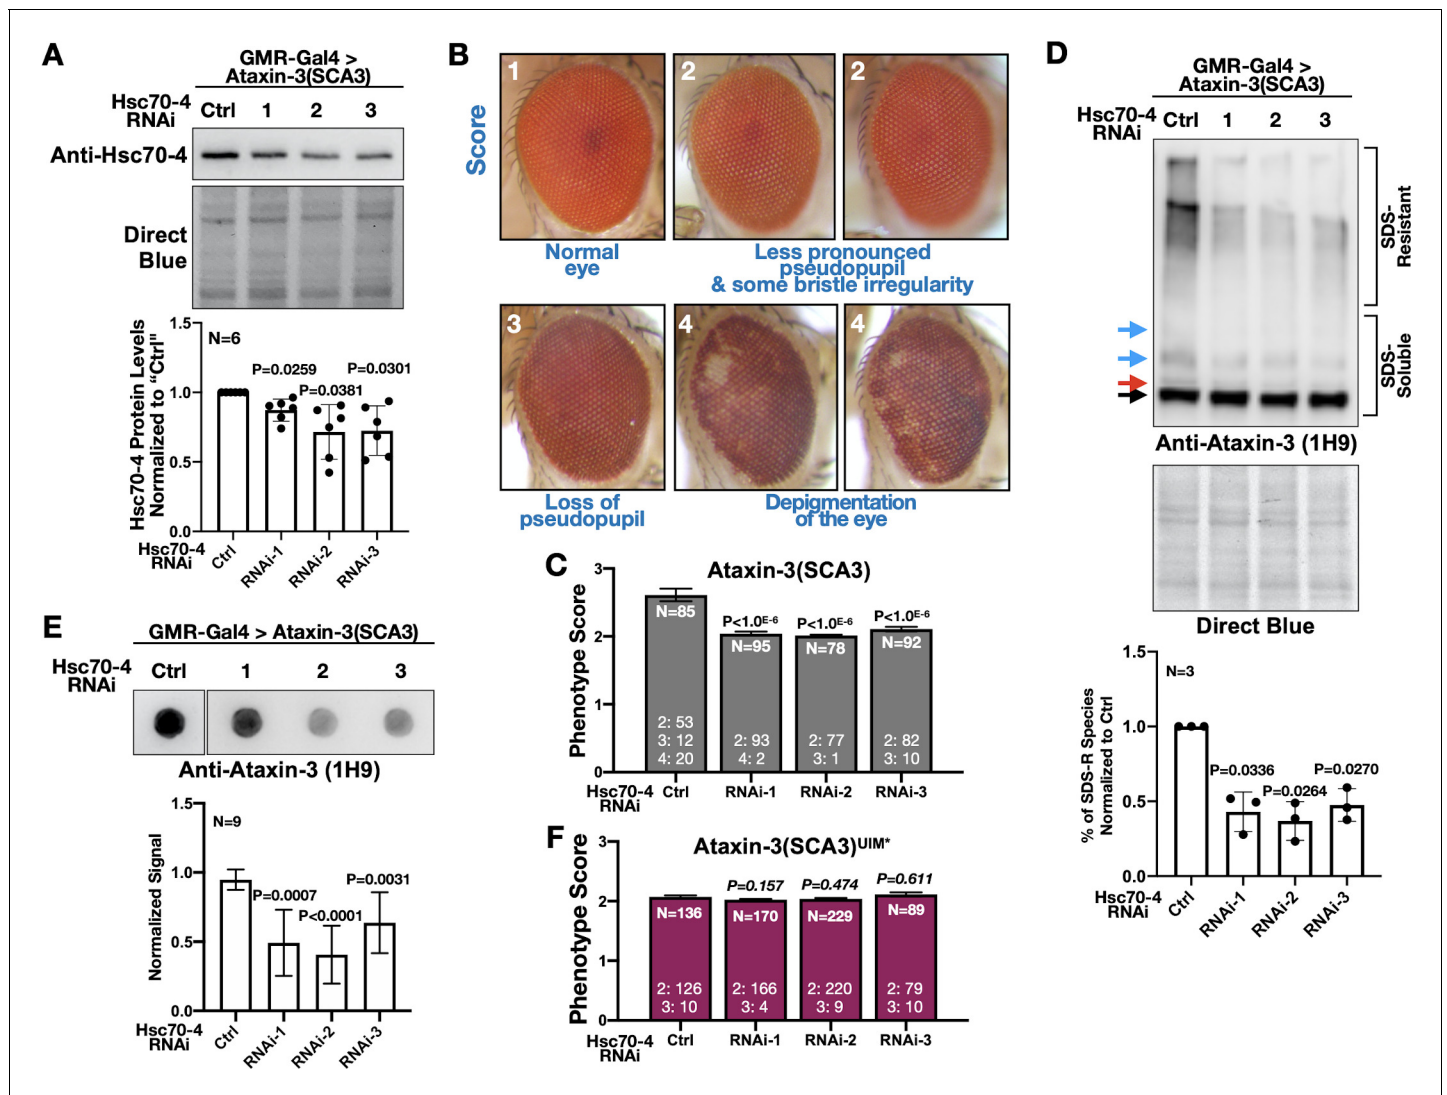 A
GMR-Gal4 >
Ataxin-3(SCA3)
Hsc70-4
RNAi
Ctrl 1 2 3
Anti-Hsc70-4
Direct
Blue
Hsc70-4 Protein Levels
Normalized to “Ctrl"
1.5
1.0
0.5
0.0
N=6
P=0.0259
P=0.0381
P=0.0301
Hsc70-4
RNAi
Ctrl
RNAi-1
RNAi-2
RNAi-3
B
Score
1
2
2
Normal
eye
Less pronounced
pseudopupil
& some bristle irregularity
3
4
4
Loss of
pseudopupil
Depigmentation
of the eye
C
Ataxin-3(SCA3)
Phenotype Score
3
2
1
0
N=85
2: 53
3: 12
4: 20
P<1.0E-6
N=95
2: 93
4: 2
P<1.0E-6
N=78
2: 77
3: 1
P<1.0E-6
N=92
2: 82
3: 10
Hsc70-4
RNAi
Ctrl
RNAi-1
RNAi-2
RNAi-3
D
GMR-Gal4 >
Ataxin-3(SCA3)
Hsc70-4
RNAi
Ctrl 1 2 3
SDS-
Resistant
SDS-
Soluble
Anti-Ataxin-3 (1H9)
Direct Blue
% of SDS-R Species
Normalized to Ctrl
1.5
1.0
0.5
0.0
N=3
P=0.0336
P=0.0264
P=0.0270
Hsc70-4
RNAi
Ctrl
RNAi-1
RNAi-2
RNAi-3
E
GMR-Gal4 > Ataxin-3(SCA3)
Hsc70-4
RNAi
Ctrl 1 2 3
Anti-Ataxin-3 (1H9)
Normalized Signal
1.5
1.0
0.5
0.0
N=9
P=0.0007
P<0.0001
P=0.0031
Hsc70-4
RNAi
Ctrl
RNAi-1
RNAi-2
RNAi-3
F
Ataxin-3(SCA3)UIM*
Phenotype Score
3
2
1
0
N=136
2: 126
3: 10
P=0.157
N=170
2: 166
3: 4
P=0.474
N=229
2: 220
3: 9
P=0.611
N=89
2: 79
3: 10
Hsc70-4
RNAi
Ctrl
RNAi-1
RNAi-2
RNAi-3